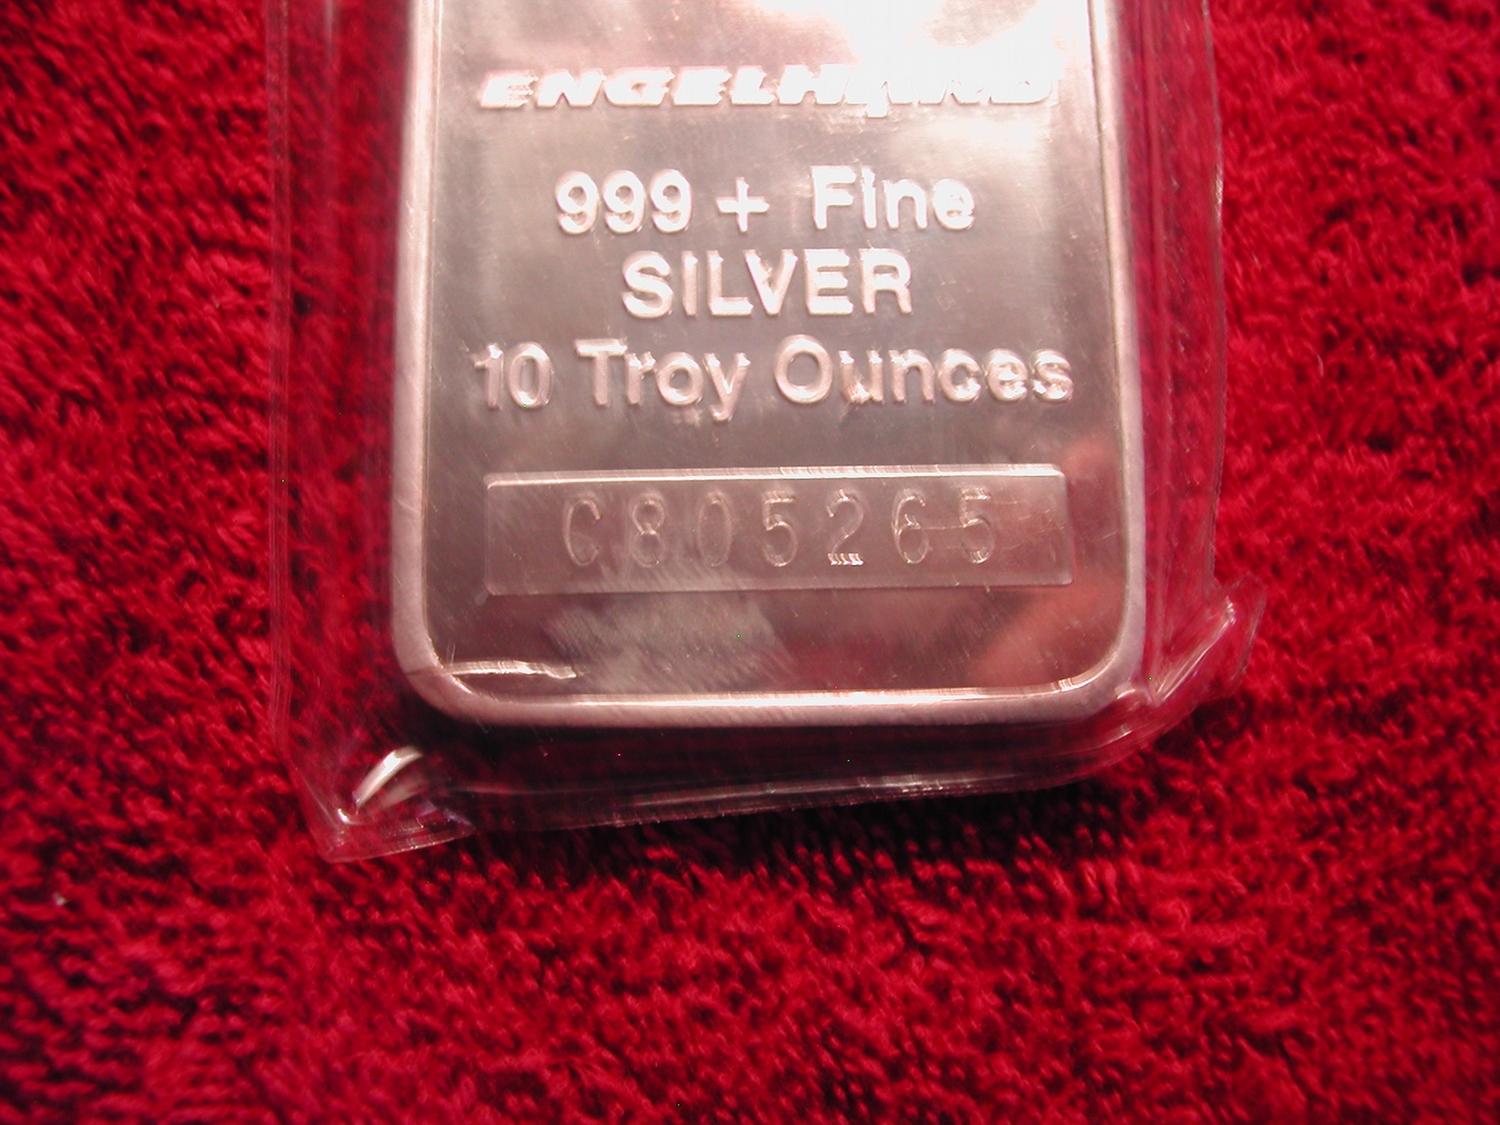 ENGELHARD
999 + Fine
SILVER
10 Troy Ounces
C805265